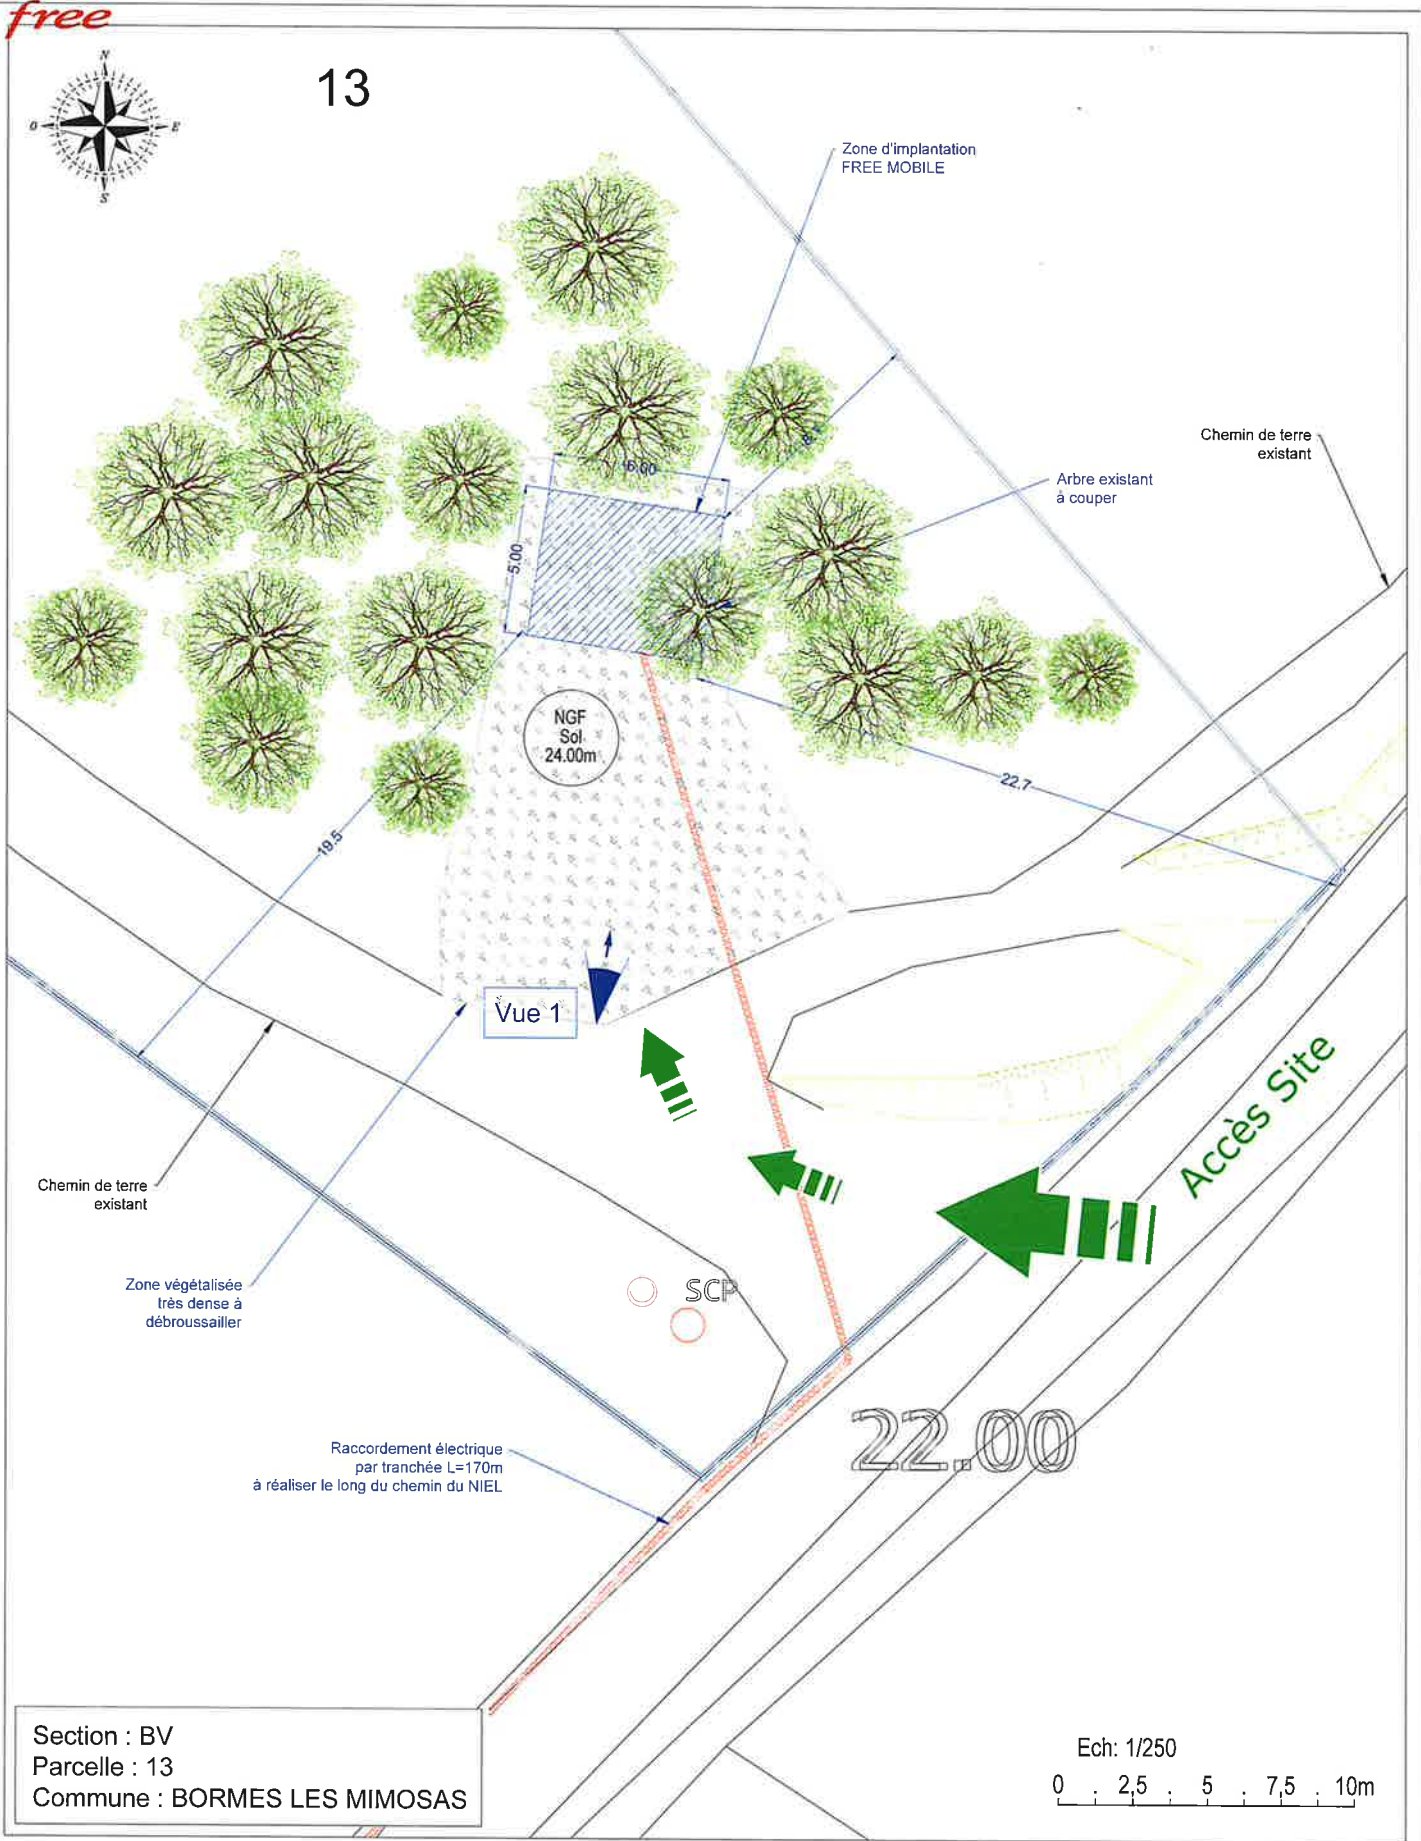 free
N
O
E
S
13
Zone d'implantation
FREE MOBILE
Chemin de terre
existant
Arbre existant
à couper
6.00
5.00
NGF
Sol
24.00m
22.7
19.5
Vue 1
Accès Site
Chemin de terre
existant
Zone végétalisée
très dense à
débroussailler
SCP
22.00
Raccordement électrique
par tranchée L=170m
à réaliser le long du chemin du NIEL
Section : BV
Parcelle : 13
Commune : BORMES LES MIMOSAS
Ech: 1/250
0 . 2,5 . 5 . 7,5 . 10m